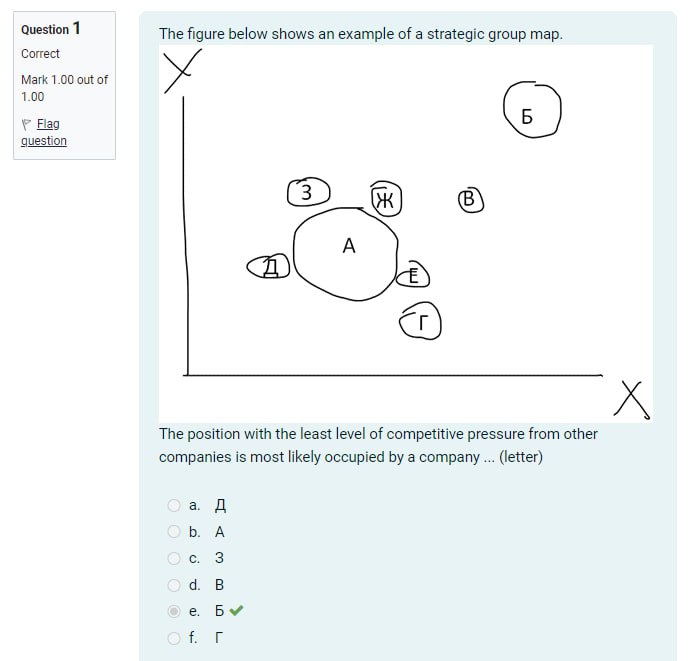 Question 1
Correct
Mark 1.00 out of
1.00
Flag
question
The figure below shows an example of a strategic group map.
X
Б
З
Ж
В
А
Д
Е
Г
X
The position with the least level of competitive pressure from other
companies is most likely occupied by a company ... (letter)
a. Д
b. А
c. З
d. В
e. Б
f. Г